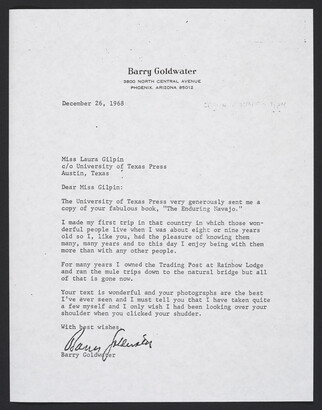 Barry Goldwater
5800 NORTH CENTRAL AVENUE
PHOENIX, ARIZONA 85012
December 26, 1968
Miss Laura Gilpin
c/o University of Texas Press
Austin, Texas
Dear Miss Gilpin:
The University of Texas Press very generously sent me a
copy of your fabulous book, "The Enduring Navajo."
I made my first trip in that country in which those won-
derful people live when I was about eight or nine years
old so I, like you, had the pleasure of knowing them
many, many years and to this day I enjoy being with them
more than with any other people.
For many years I owned the Trading Post at Rainbow Lodge
and ran the mule trips down to the natural bridge but all
of that is gone now.
Your text is wonderful and your photographs are the best
I've ever seen and I must tell you that I have taken quite
a few myself and I only wish I had been looking over your
shoulder when you clicked your shudder.
With best wishes
Barry Goldwater
Barry Goldwater